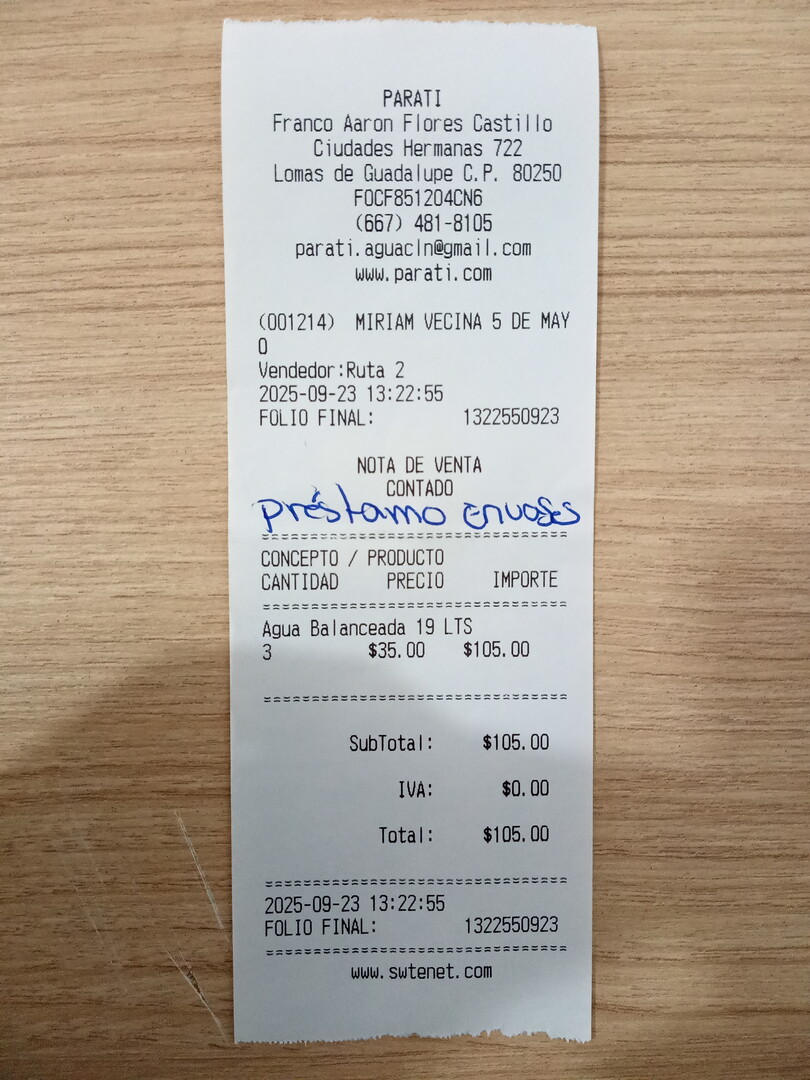 PARATI
Franco Aaron Flores Castillo
Ciudades Hermanas 722
Lomas de Guadalupe C.P. 80250
FOCF851204CN6
(667) 481-8105
parati.aguacln@gmail.com
www.parati.com
(001214) MIRIAM VECINA 5 DE MAY
O
Vendedor:Ruta 2
2025-09-23 13:22:55
FOLIO FINAL: 1322550923
NOTA DE VENTA
CONTADO
préstamo envases
==================================
CONCEPTO / PRODUCTO
CANTIDAD PRECIO IMPORTE
==================================
Agua Balanceada 19 LTS
3 $35.00 $105.00
==================================
SubTotal: $105.00
IVA: $0.00
Total: $105.00
==================================
2025-09-23 13:22:55
FOLIO FINAL: 1322550923
==================================
www.swtenet.com